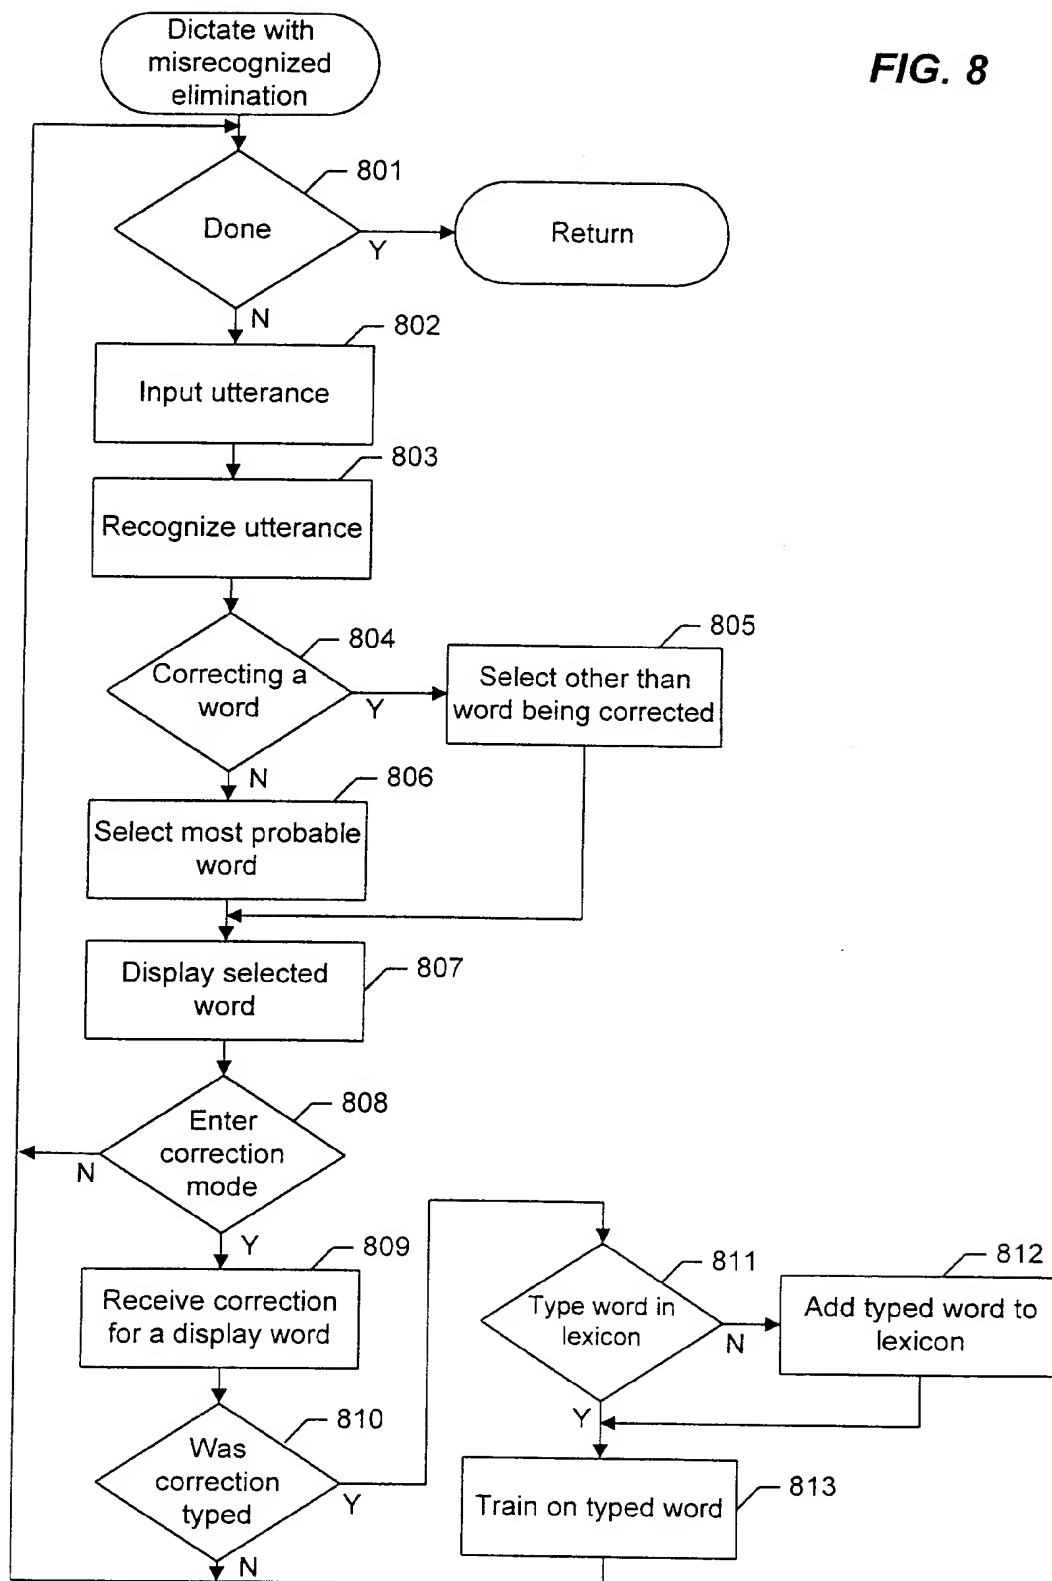 Dictate with
misrecognized
elimination
FIG. 8
801
Done
Y
Return
N
802
Input utterance
803
Recognize utterance
804
Correcting a
word
Y
805
Select other than
word being corrected
N
806
Select most probable
word
Display selected
word
807
808
Enter
correction
mode
N
Y
809
Receive correction
for a display word
810
Was
correction
typed
Y
N
811
Type word in
lexicon
N
812
Add typed word to
lexicon
Y
Train on typed word
813